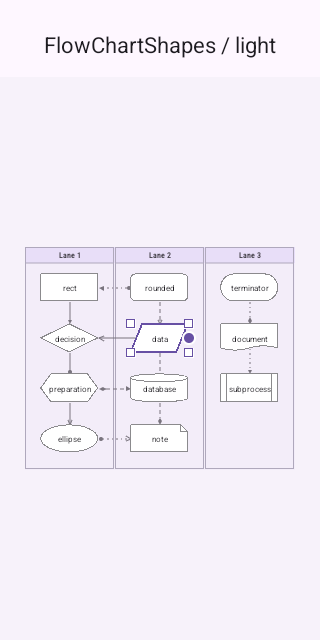 FlowChartShapes / light
Lane 1
Lane 2
Lane 3
rect
rounded
terminator
decision
data
document
preparation
database
subprocess
ellipse
note